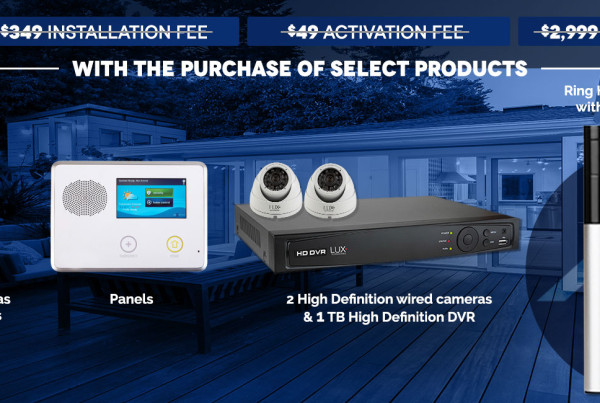 $349 INSTALLATION FEE
$49 ACTIVATION FEE
$2,999
WITH THE PURCHASE OF SELECT PRODUCTS
Ring
with
HD DVR LUX
Panels
2 High Definition wired cameras
& 1 TB High Definition DVR